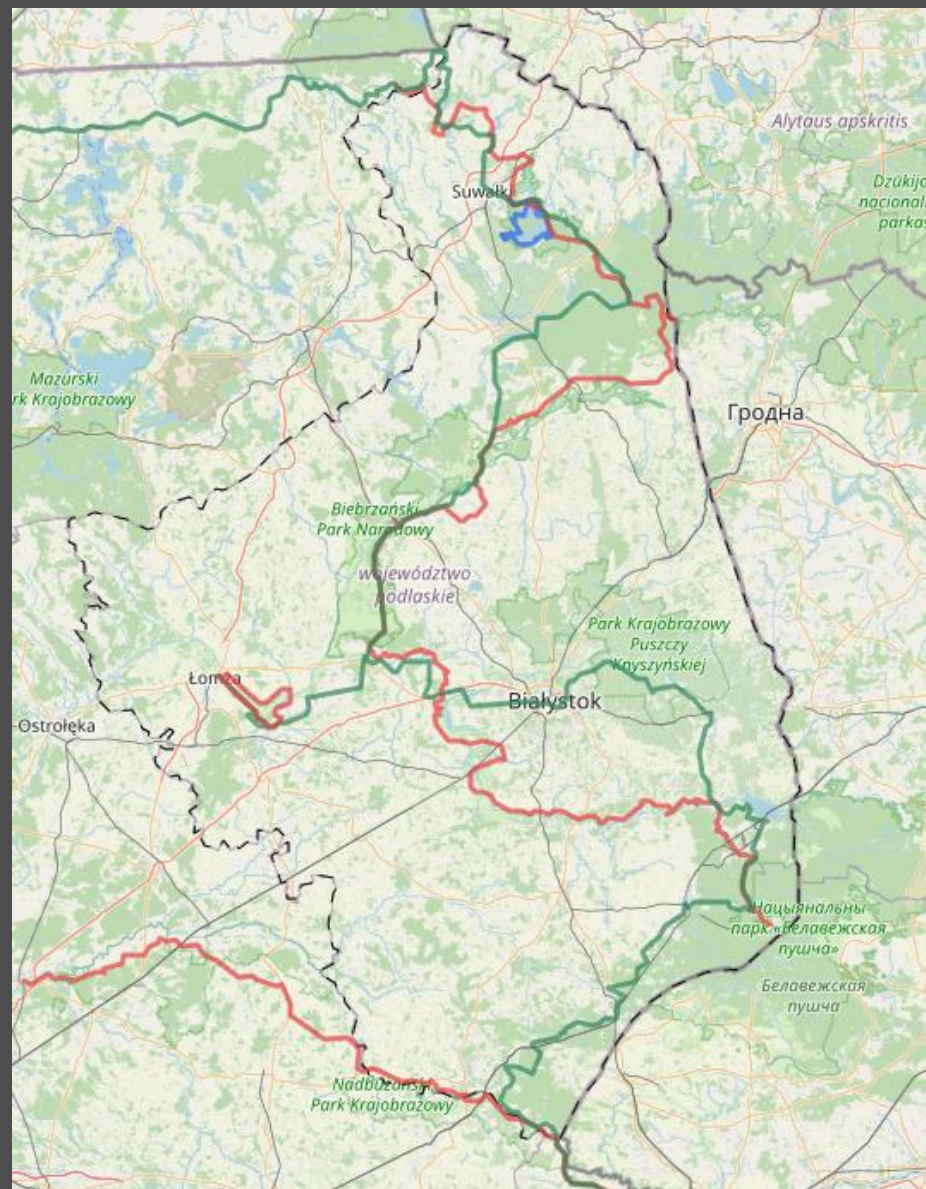 Alytaus apskritis
Suwałki
Dzūkijo
nacional
parkas
Mazurski
rk Krajobrazowy
Гродна
Biebrzański
Park Narodowy
województwo
podlaskie
Park Krajobrazowy
Puszczy
Knyszyńskiej
Łomża
Białystok
Ostrołęka
Нацыянальны
парк «Белавежская
пушча»
Белавежская
пушча
Nadbużański
Park Krajobrazowy